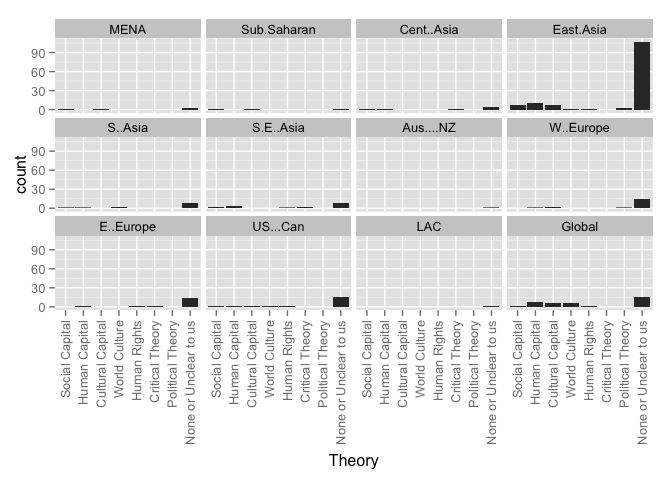 MENA
Sub.Saharan
Cent..Asia
East.Asia
90
60
30
0
S..Asia
S.E..Asia
Aus....NZ
W..Europe
90
60
30
0
E..Europe
US...Can
LAC
Global
90
60
30
0
count
Social Capital
Human Capital
Cultural Capital
World Culture
Human Rights
Critical Theory
Political Theory
None or Unclear to us
Social Capital
Human Capital
Cultural Capital
World Culture
Human Rights
Critical Theory
Political Theory
None or Unclear to us
Social Capital
Human Capital
Cultural Capital
World Culture
Human Rights
Critical Theory
Political Theory
None or Unclear to us
Social Capital
Human Capital
Cultural Capital
World Culture
Human Rights
Critical Theory
Political Theory
None or Unclear to us
Theory